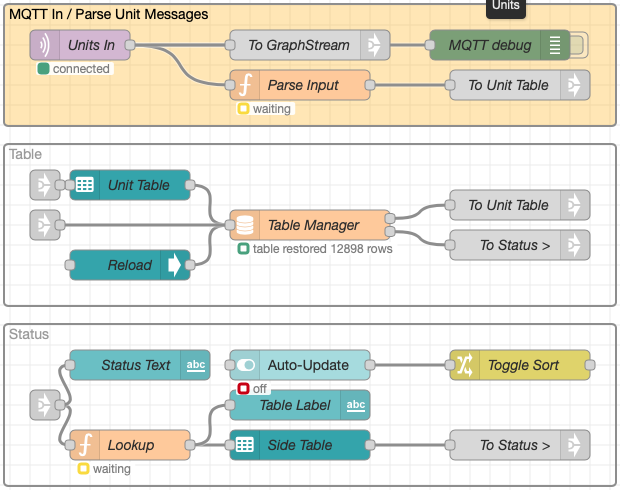 Units
MQTT In / Parse Unit Messages
Units In
To GraphStream
MQTT debug
connected
Parse Input
To Unit Table
waiting
Table
Unit Table
To Unit Table
Table Manager
To Status >
table restored 12898 rows
Reload
Status
Status Text
abc
Auto-Update
Toggle Sort
off
Table Label
abc
Lookup
Side Table
To Status >
waiting